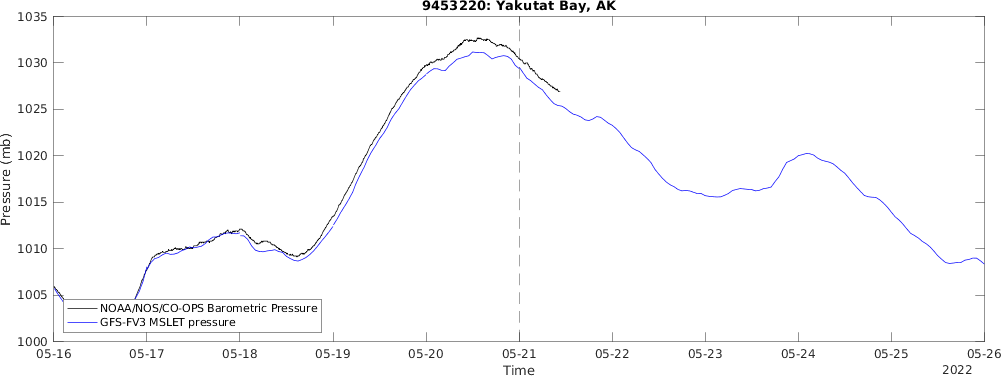 9453220: Yakutat Bay, AK
Pressure (mb)
1035
1030
1025
1020
1015
1010
1005
1000
NOAA/NOS/CO-OPS Barometric Pressure
GFS-FV3 MSLET pressure
05-16 05-17 05-18 05-19 05-20 05-21 05-22 05-23 05-24 05-25 05-26
Time
2022